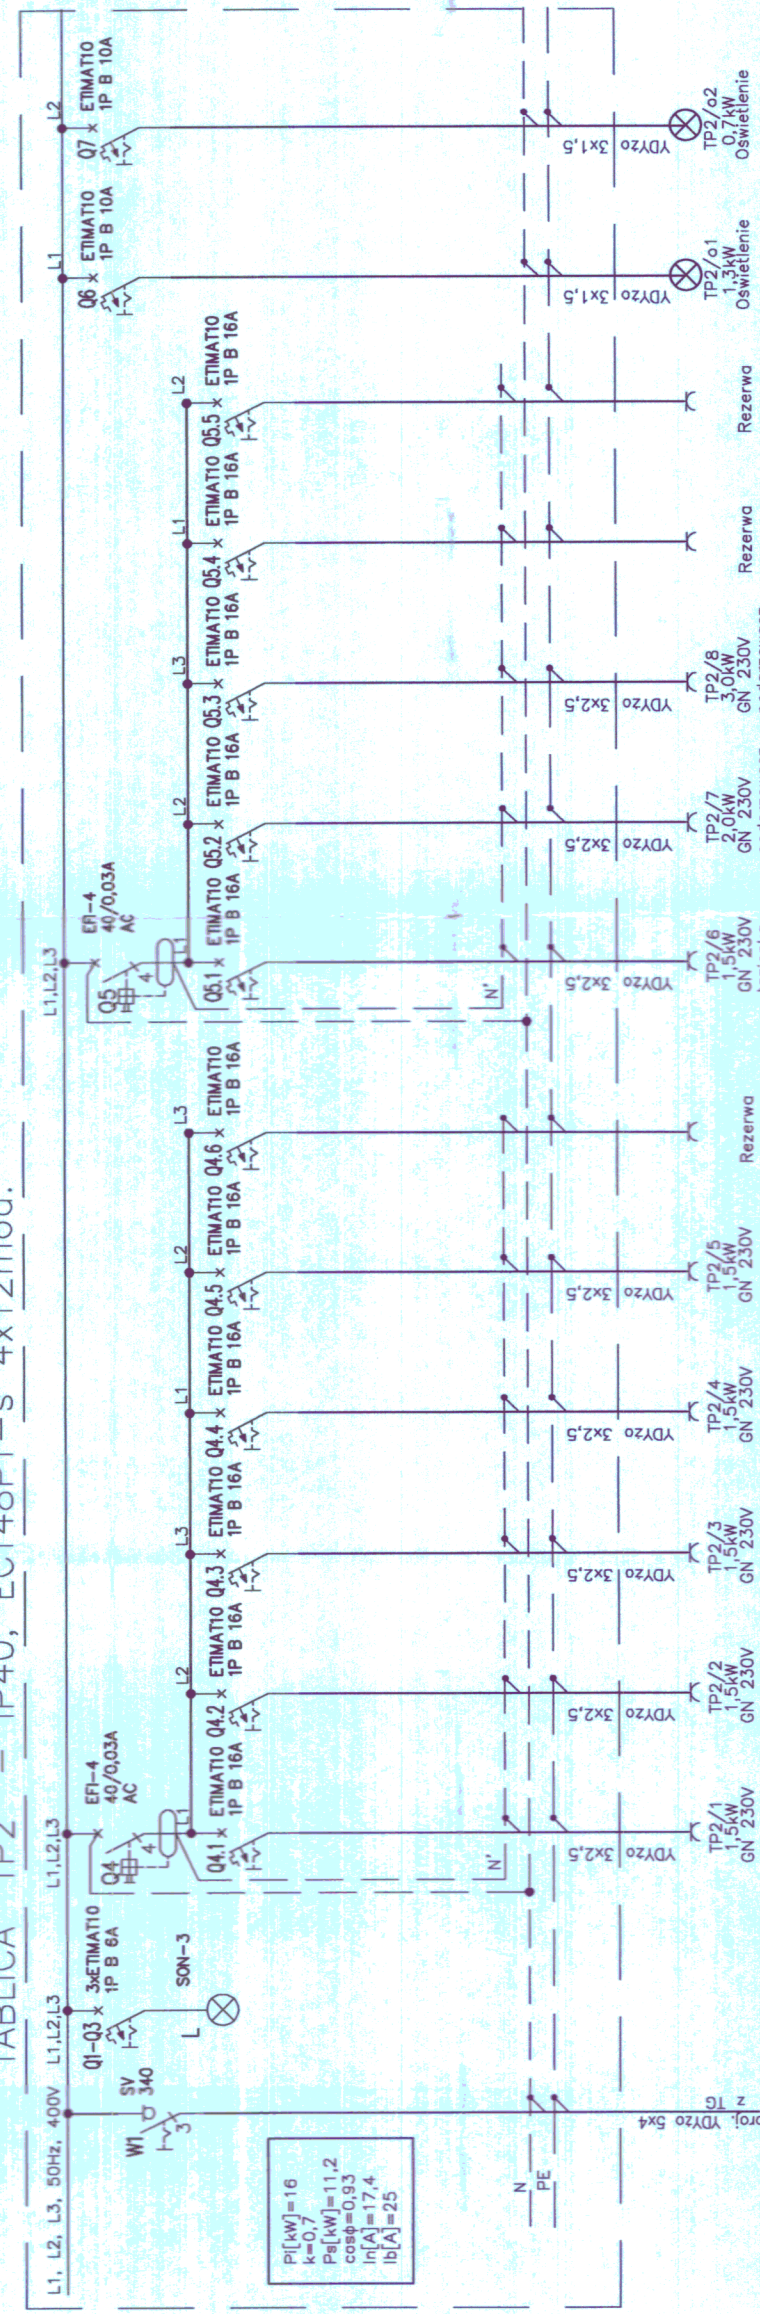 TABLICA TP2 – IP40, ECT48PT–s 4x12mod.
L1, L2, L3, 50Hz, 400V
W1
SV
340
3
Pi[kW]=16
k=0,7
Ps[kW]=11,2
cosφ=0,93
In[A]=17,4
Ib[A]=25
N
PE
proj. YDYżo 5x4
z TG
L1,L2,L3
Q1-Q3
3xETIMAT10
1P B 6A
L
SON-3
L1,L2,L3
Q4
EFI-4
40/0,03A
AC
4
N'
L1
Q4.1
ETIMAT10
1P B 16A
YDYżo
3x2,5
TP2/1
1,5kW
GN 230V
L2
Q4.2
ETIMAT10
1P B 16A
YDYżo
3x2,5
TP2/2
1,5kW
GN 230V
L3
Q4.3
ETIMAT10
1P B 16A
YDYżo
3x2,5
TP2/3
1,5kW
GN 230V
L1
Q4.4
ETIMAT10
1P B 16A
YDYżo
3x2,5
TP2/4
1,5kW
GN 230V
L2
Q4.5
ETIMAT10
1P B 16A
YDYżo
3x2,5
TP2/5
1,5kW
GN 230V
L3
Q4.6
ETIMAT10
1P B 16A
Rezerwa
L1,L2,L3
Q5
EFI-4
40/0,03A
AC
4
N'
L1
Q5.1
ETIMAT10
1P B 16A
YDYżo
3x2,5
TP2/6
1,5kW
GN 230V
L2
Q5.2
ETIMAT10
1P B 16A
YDYżo
3x2,5
TP2/7
2,0kW
GN 230V
L3
Q5.3
ETIMAT10
1P B 16A
YDYżo
3x2,5
TP2/8
3,0kW
GN 230V
L1
Q5.4
ETIMAT10
1P B 16A
Rezerwa
L2
Q5.5
ETIMAT10
1P B 16A
Rezerwa
L1
Q6
ETIMAT10
1P B 10A
YDYżo
3x1,5
TP2/o1
1,3kW
Oświetlenie
L2
Q7
ETIMAT10
1P B 10A
YDYżo
3x1,5
TP2/o2
0,7kW
Oświetlenie